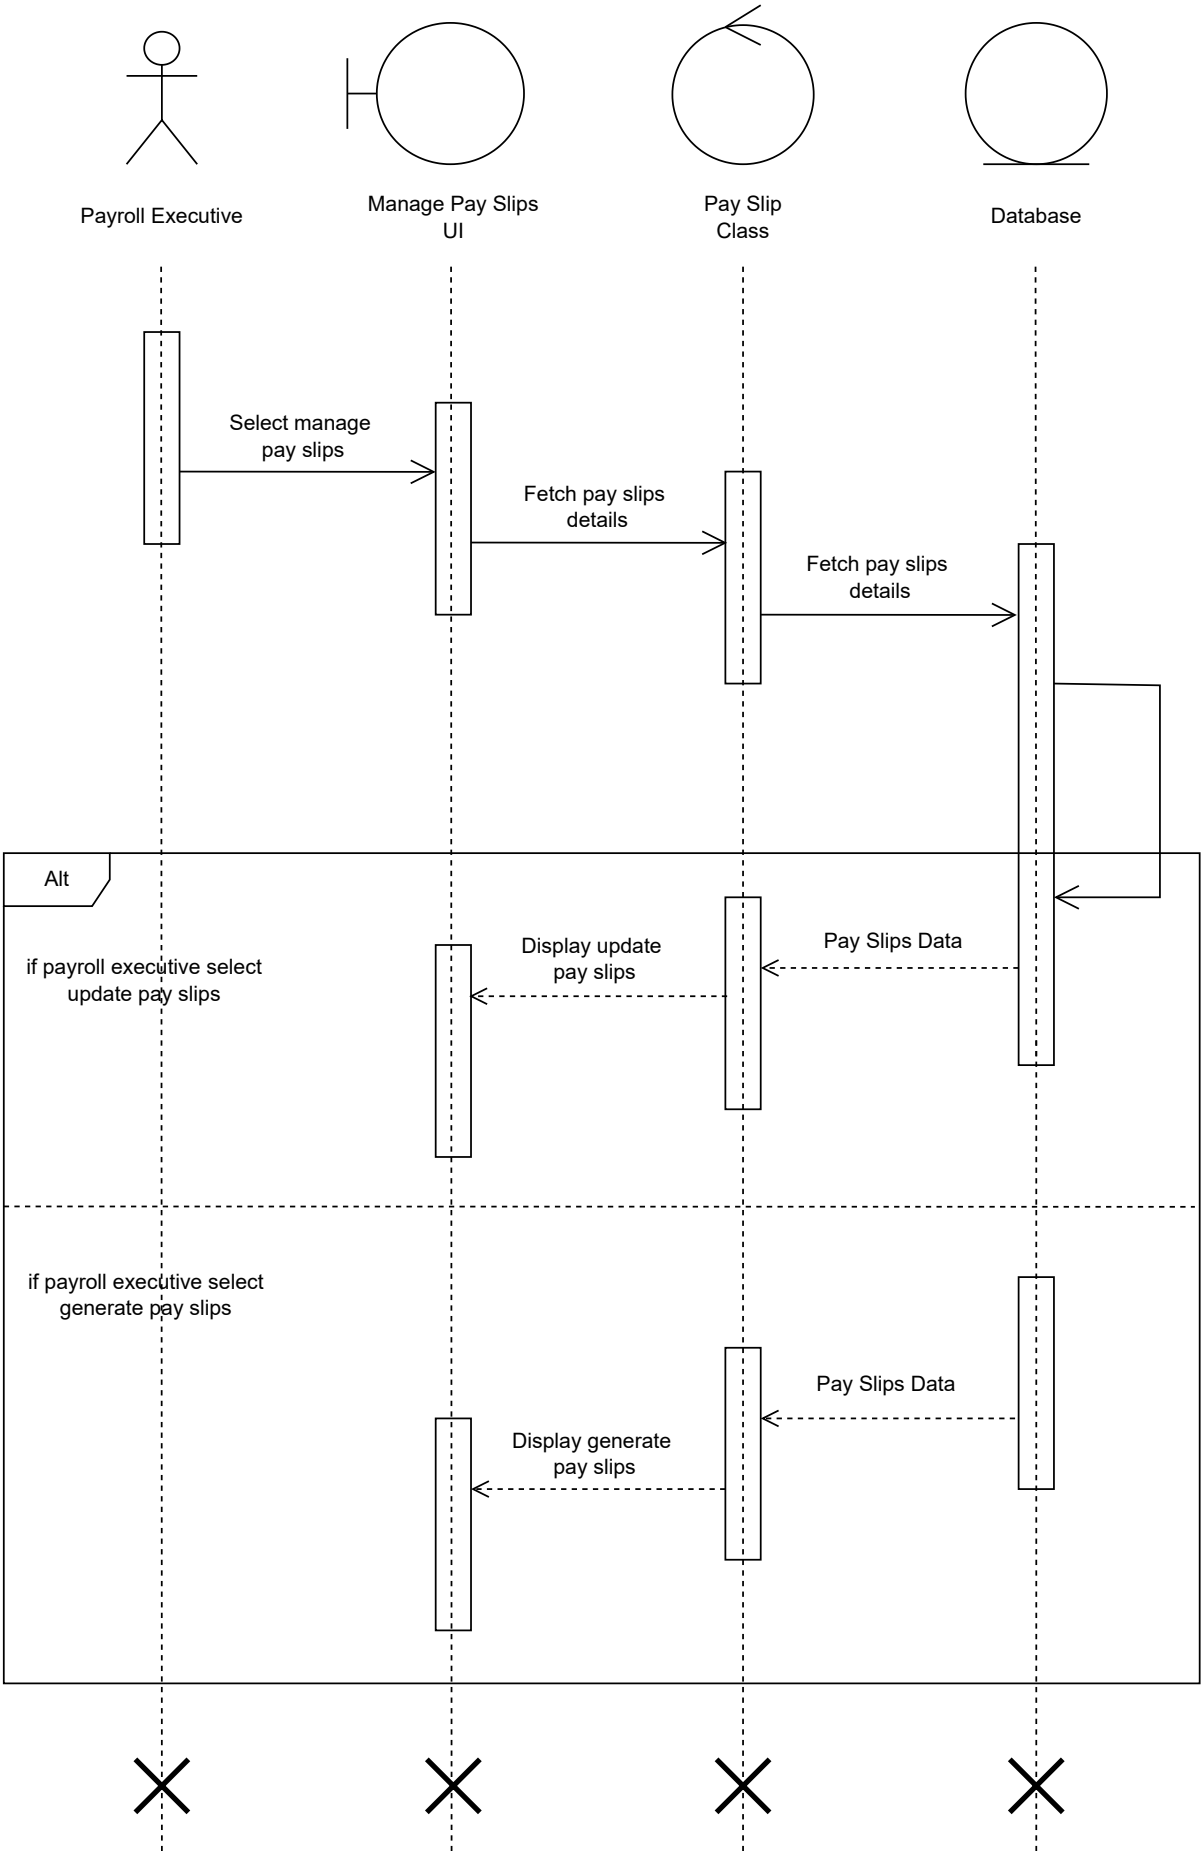 Payroll Executive
Manage Pay Slips
UI
Pay Slip
Class
Database
Select manage
pay slips
Fetch pay slips
details
Fetch pay slips
details
Alt
if payroll executive select
update pay slips
Display update
pay slips
Pay Slips Data
if payroll executive select
generate pay slips
Pay Slips Data
Display generate
pay slips